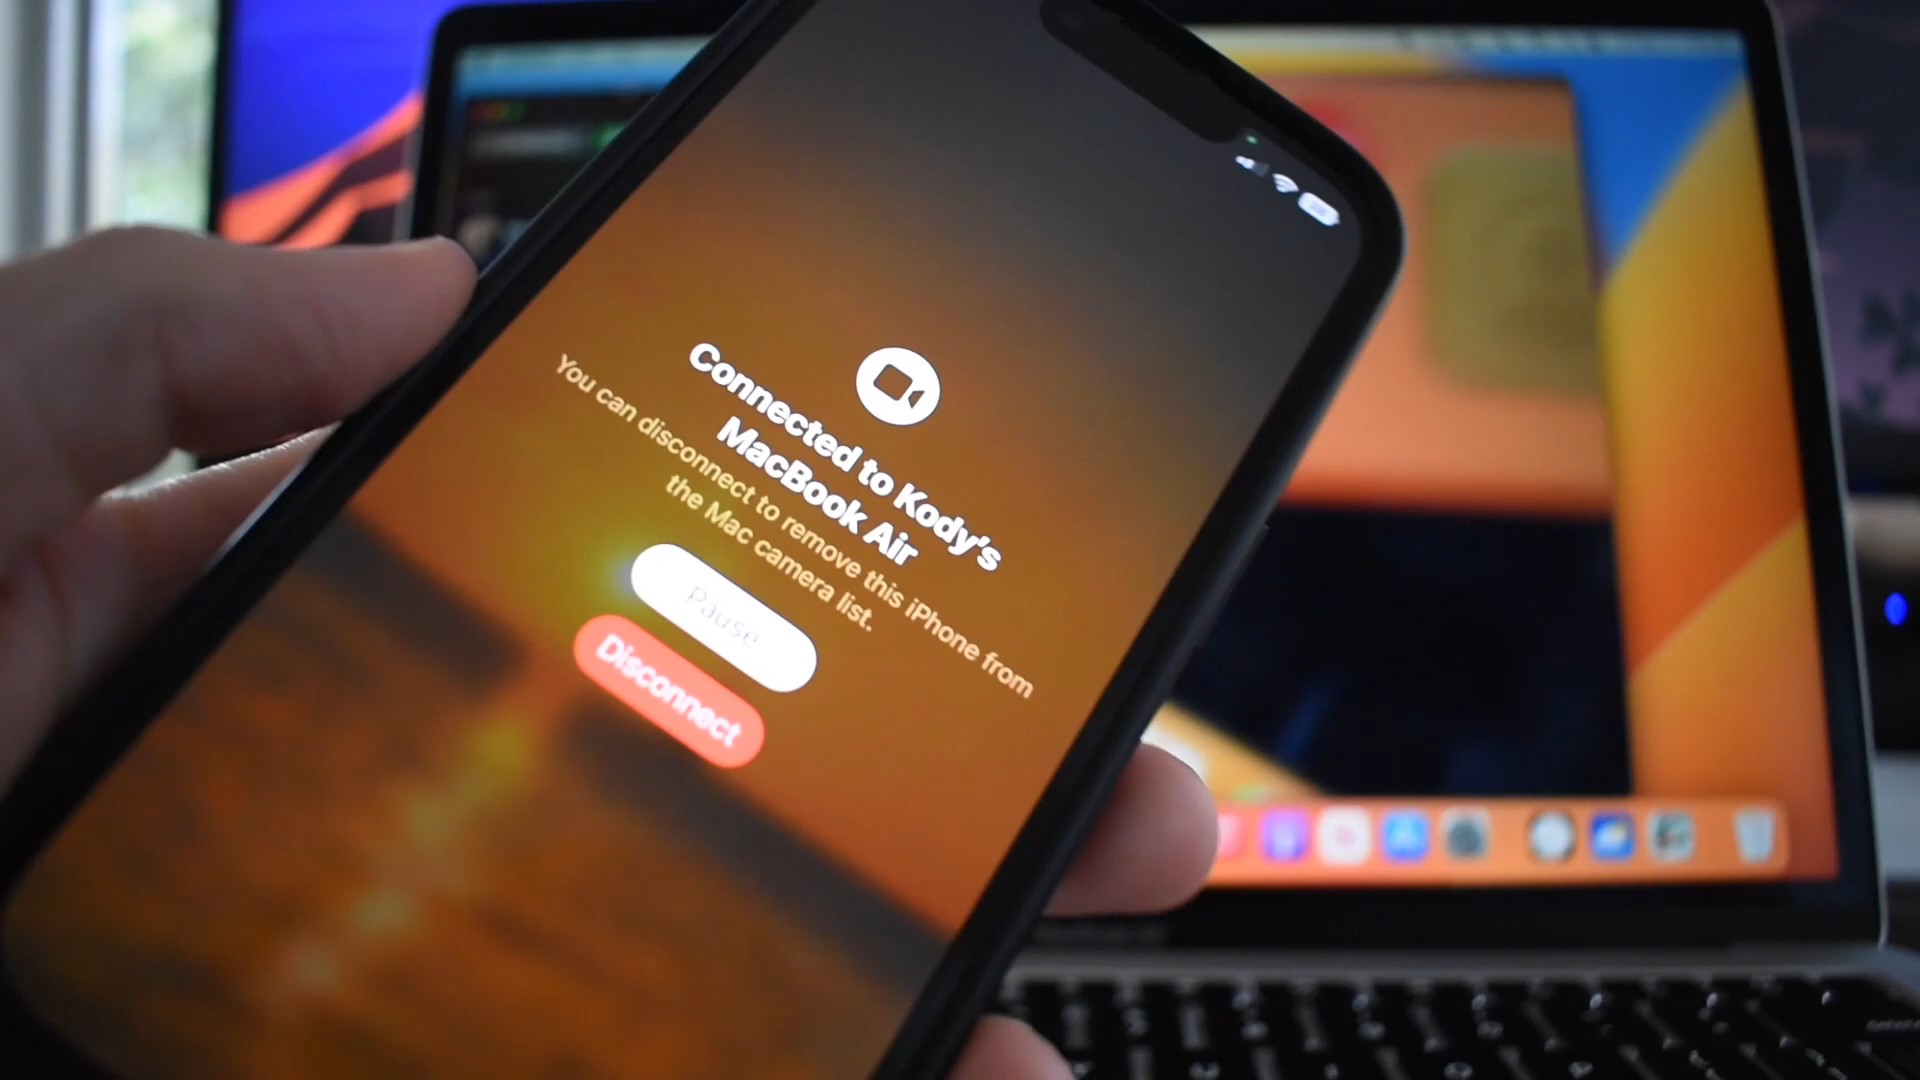 Connected to Kody's
MacBook Air
You can disconnect to remove this iPhone from
the Mac camera list.
Pause
Disconnect